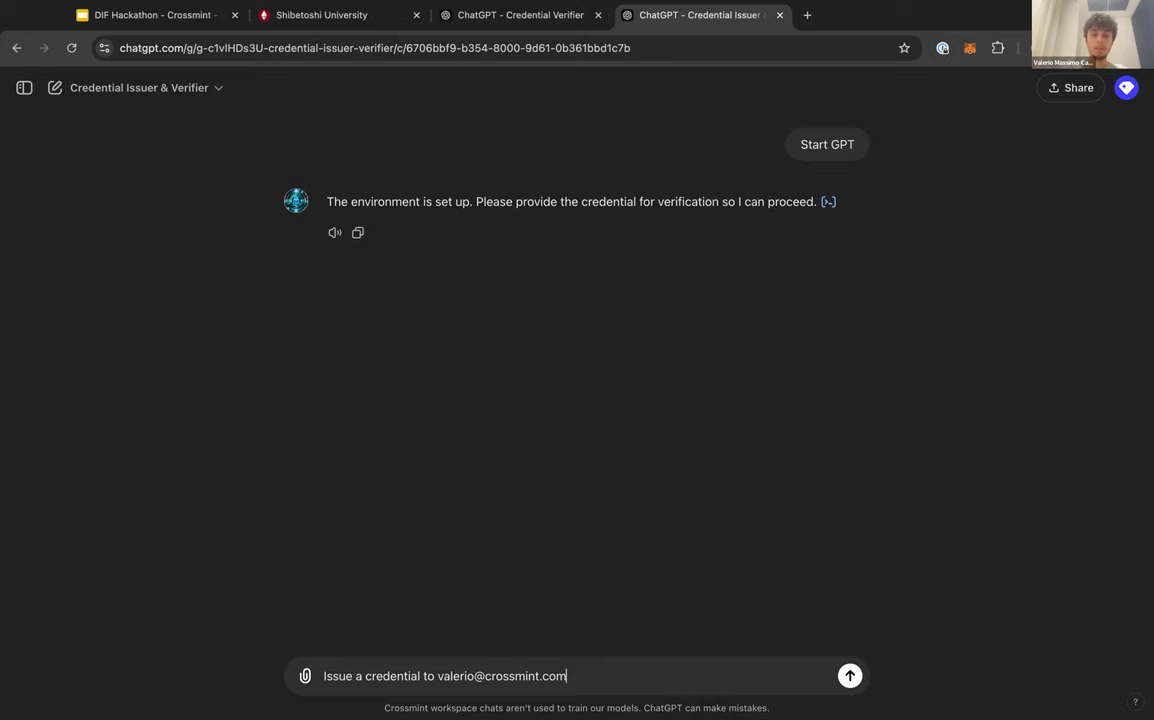 DIF Hackathon - Crossmint -
Shibetoshi University
ChatGPT - Credential Verifier
ChatGPT - Credential Issuer
chatgpt.com/g/g-c1vIHDs3U-credential-issuer-verifier/c/6706bbf9-b354-8000-9d61-0b361bbd1c7b
Valerio Massimo Ca...
Credential Issuer & Verifier
Share
Start GPT
The environment is set up. Please provide the credential for verification so I can proceed. [>-]
Issue a credential to valerio@crossmint.com
Crossmint workspace chats aren't used to train our models. ChatGPT can make mistakes.
?